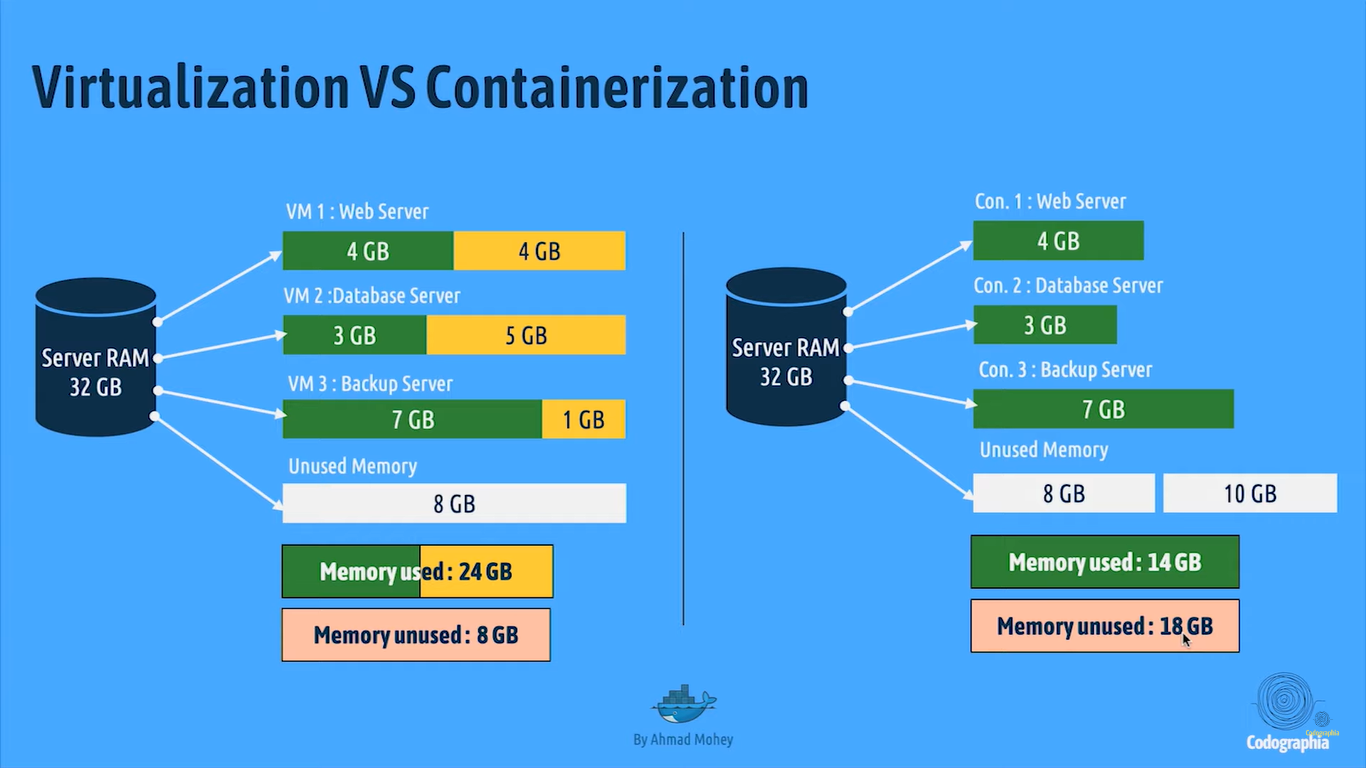 Virtualization VS Containerization
VM 1 : Web Server
4 GB
4 GB
VM 2 :Database Server
3 GB
5 GB
VM 3 : Backup Server
7 GB
1 GB
Server RAM
32 GB
Unused Memory
8 GB
Memory used : 24 GB
Memory unused : 8 GB
Con. 1 : Web Server
4 GB
Con. 2 : Database Server
3 GB
Con. 3 : Backup Server
7 GB
Server RAM
32 GB
Unused Memory
8 GB
10 GB
Memory used : 14 GB
Memory unused : 18 GB
By Ahmad Mohey
Codographia
Codographia